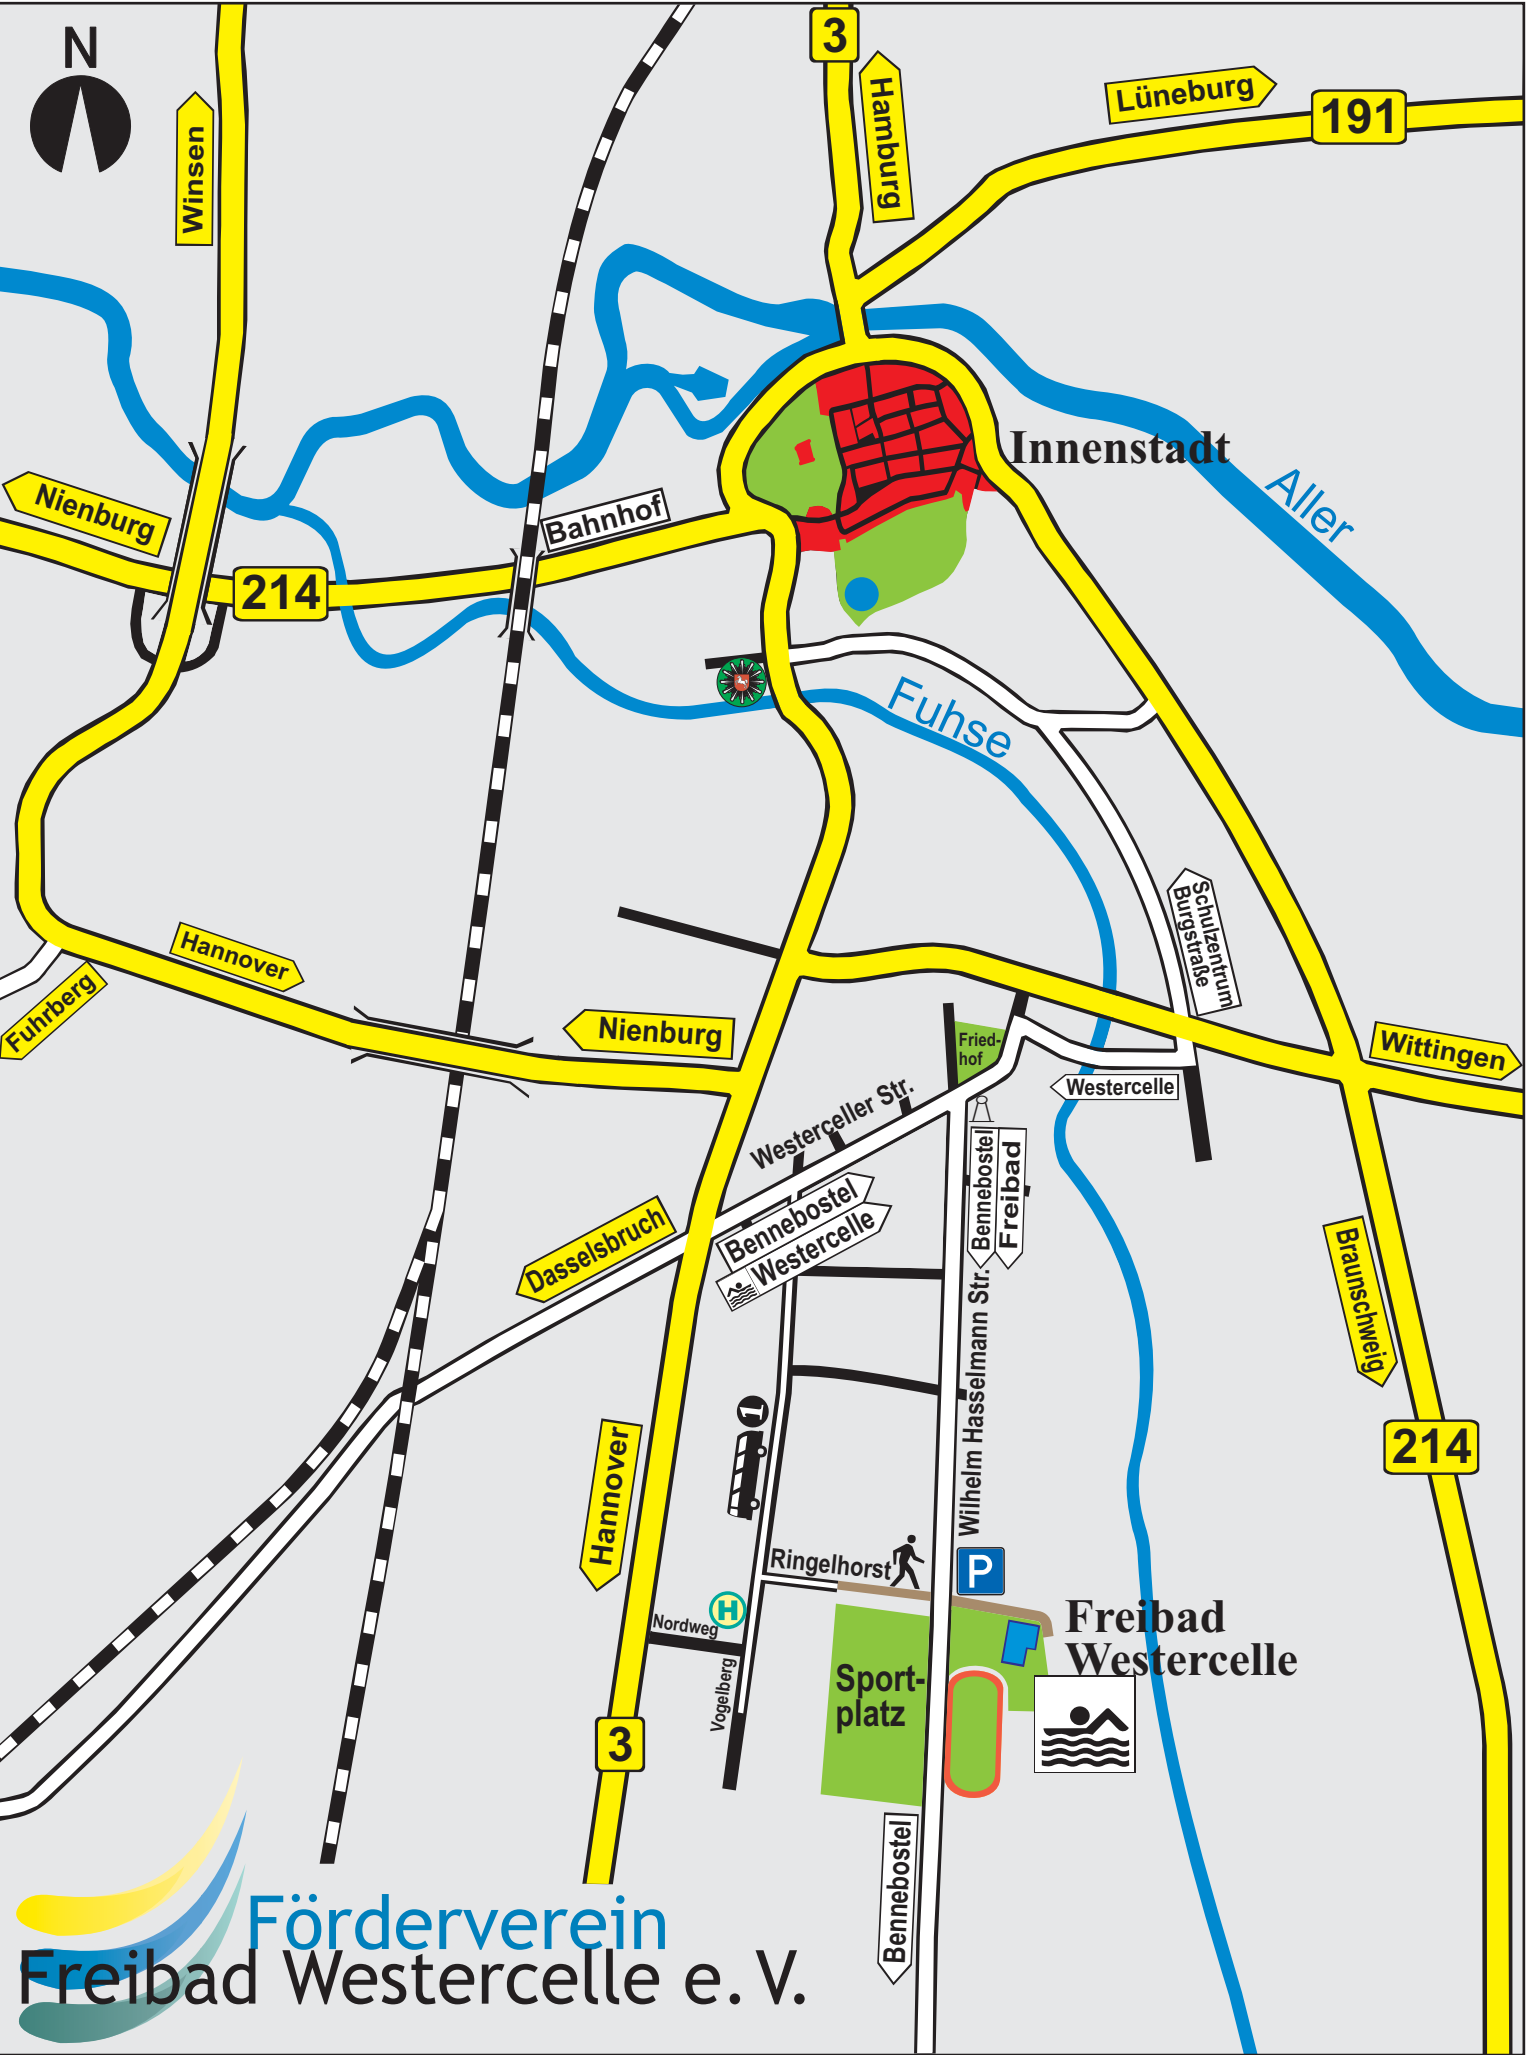 N
3
Hamburg
Lüneburg
191
Winsen
Innenstadt
Aller
Nienburg
Bahnhof
214
Fuhse
Schulzentrum
Burgstraße
Hannover
Fuhrberg
Nienburg
Fried-
hof
Wittingen
Westercelle
Westerceller Str.
Bennebostel
Freibad
Bennebostel
Westercelle
Dasselsbruch
Braunschweig
Wilhelm Hasselmann Str.
1
Hannover
214
Ringelhorst
P
H
Nordweg
Freibad
Westercelle
Vogelberg
Sport-
platz
3
Bennebostel
Förderverein
Freibad Westercelle e. V.